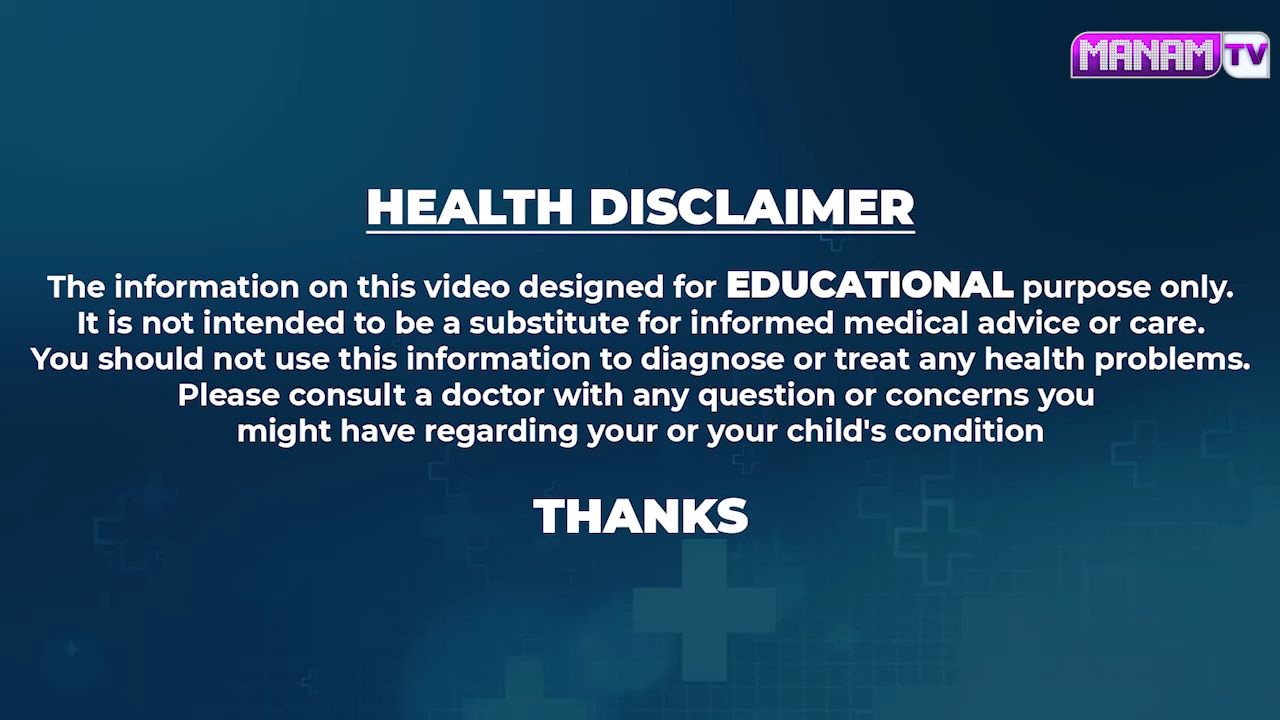 MANAM TV
HEALTH DISCLAIMER
The information on this video designed for EDUCATIONAL purpose only.
It is not intended to be a substitute for informed medical advice or care.
You should not use this information to diagnose or treat any health problems.
Please consult a doctor with any question or concerns you
might have regarding your or your child's condition
THANKS